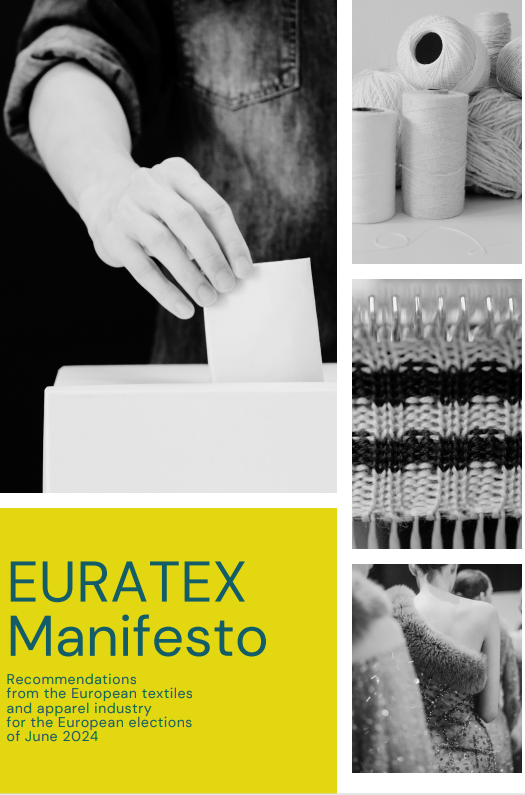 EURATEX
Manifesto
Recommendations
from the European textiles
and apparel industry
for the European elections
of June 2024